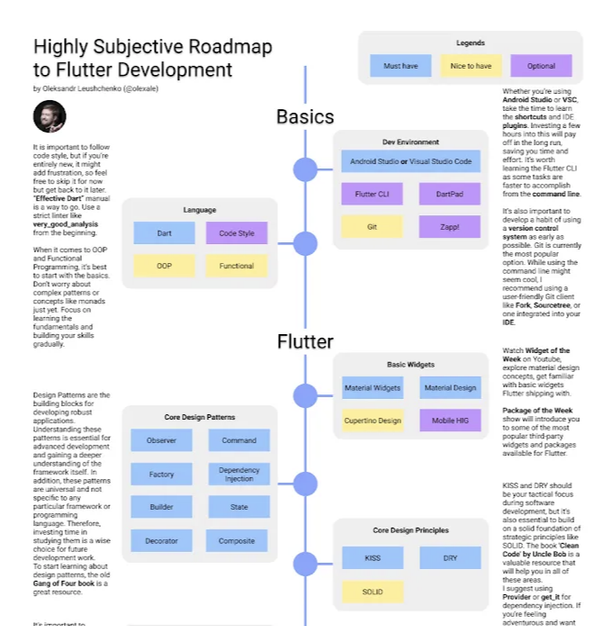 Highly Subjective Roadmap
to Flutter Development
by Oleksandr Leushchenko (@olexale)
Legends
Must have
Nice to have
Optional
Basics
Whether you're using
Android Studio or VSC,
take the time to learn
the shortcuts and IDE
plugins. Investing a few
hours into this will pay
off in the long run,
saving you time and
effort. It's worth
learning the Flutter CLI
as some tasks are
faster to accomplish
from the command line.
It's also important to
develop a habit of using
a version control
system as early as
possible. Git is currently
the most popular
option. While using the
command line might
seem cool, I
recommend using a
user-friendly Git client
like Fork, Sourcetree, or
one integrated into your
IDE.
Dev Environment
Android Studio or Visual Studio Code
Flutter CLI
DartPad
Git
Zapp!
It is important to follow
code style, but if you're
entirely new, it might
add frustration, so feel
free to skip it for now
but get back to it later.
"Effective Dart" manual
is a way to go. Use a
strict linter like
very_good_analysis
from the beginning.
When it comes to OOP
and Functional
Programming, it's best
to start with the basics.
Don't worry about
complex patterns or
concepts like monads
just yet. Focus on
learning the
fundamentals and
building your skills
gradually.
Language
Dart
Code Style
OOP
Functional
Flutter
Basic Widgets
Material Widgets
Material Design
Cupertino Design
Mobile HIG
Watch Widget of the
Week on Youtube,
explore material design
concepts, get familiar
with basic widgets
Flutter shipping with.
Package of the Week
show will introduce you
to some of the most
popular third-party
widgets and packages
available for Flutter.
Design Patterns are the
building blocks for
developing robust
applications.
Understanding these
patterns is essential for
advanced development
and gaining a deeper
understanding of the
framework itself. In
addition, these patterns
are universal and not
specific to any
particular framework or
programming
language. Therefore,
investing time in
studying them is a wise
choice for future
development work.
To start learning about
design patterns, the old
Gang of Four book is a
great resource.
Core Design Patterns
Observer
Command
Factory
Dependency
Injection
Builder
State
Decorator
Composite
Core Design Principles
KISS
DRY
SOLID
KISS and DRY should
be your tactical focus
during software
development, but it's
also essential to build
on a solid foundation of
strategic principles like
SOLID. The book 'Clean
Code' by Uncle Bob is a
valuable resource that
will help you in all of
these areas.
I suggest using
Provider or get_it for
dependency injection. If
you're feeling
adventurous and want
It's important to